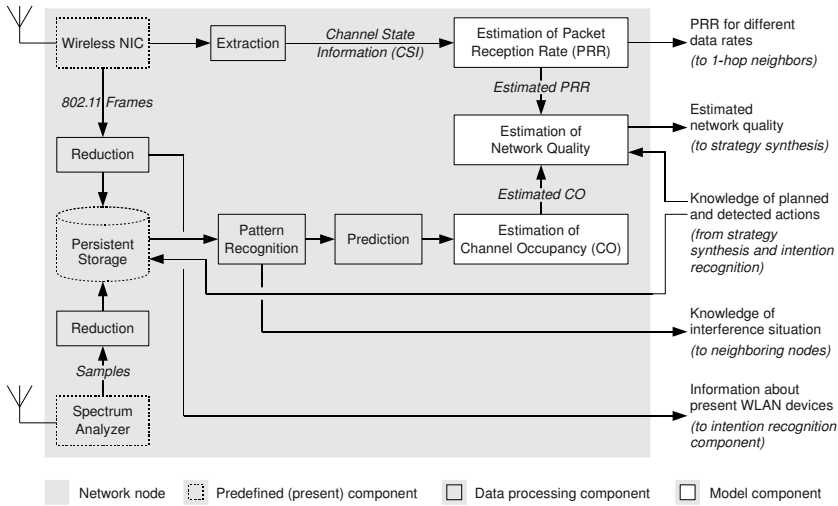 Wireless NIC
Extraction
Channel State
Information (CSI)
Estimation of Packet
Reception Rate (PRR)
PRR for different
data rates
(to 1-hop neighbors)
802.11 Frames
Estimated PRR
Reduction
Estimation of
Network Quality
Estimated
network quality
(to strategy synthesis)
Estimated CO
Persistent
Storage
Pattern
Recognition
Prediction
Estimation of
Channel Occupancy (CO)
Knowledge of planned
and detected actions
(from strategy
synthesis and intention
recognition)
Reduction
Knowledge of
interference situation
(to neighboring nodes)
Samples
Spectrum
Analyzer
Information about
present WLAN devices
(to intention recognition
component)
Network node
Predefined (present) component
Data processing component
Model component